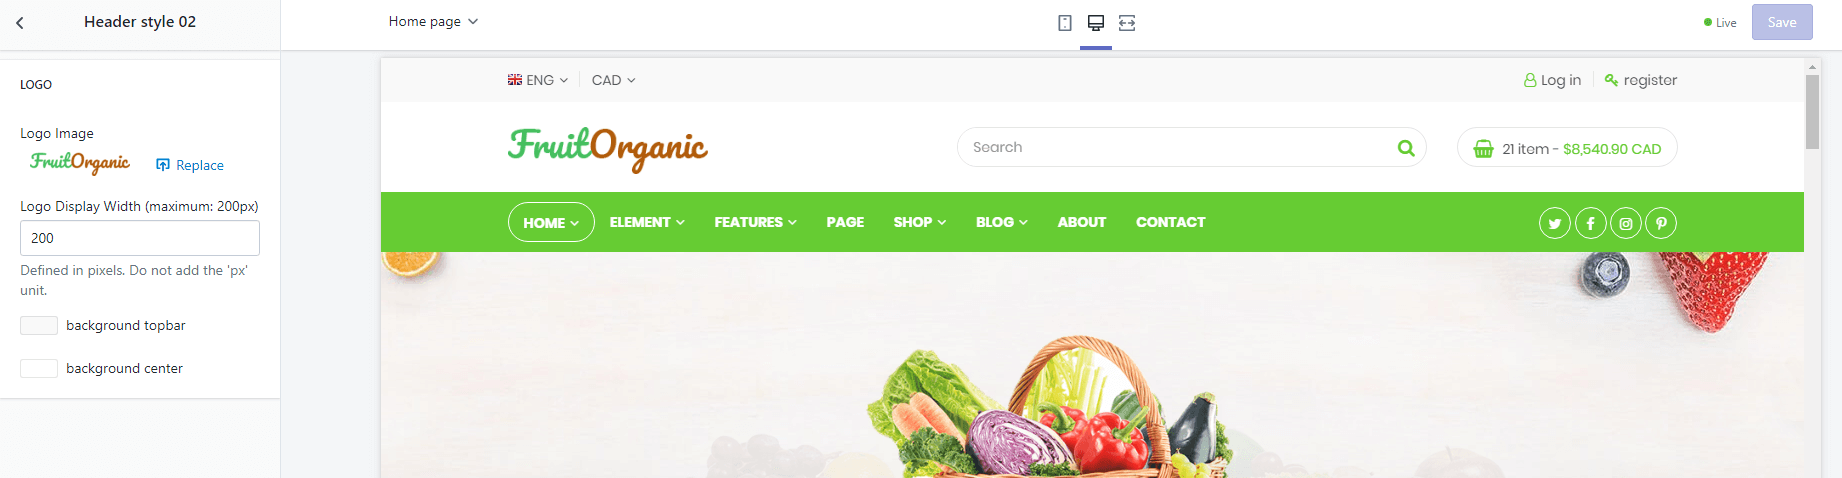 Header style 02
Home page
Live
Save
LOGO
Logo Image
FruitOrganic
Replace
Logo Display Width (maximum: 200px)
200
Defined in pixels. Do not add the 'px'
unit.
background topbar
background center
ENG
CAD
Log in
register
FruitOrganic
Search
21 item - $8,540.90 CAD
HOME
ELEMENT
FEATURES
PAGE
SHOP
BLOG
ABOUT
CONTACT